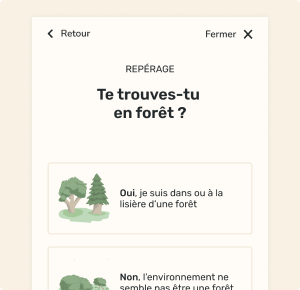 Retour
Fermer
REPÉRAGE
Te trouves-tu
en forêt ?
Oui, je suis dans ou à la
lisière d'une forêt
Non, l'environnement ne
semble pas être une forêt